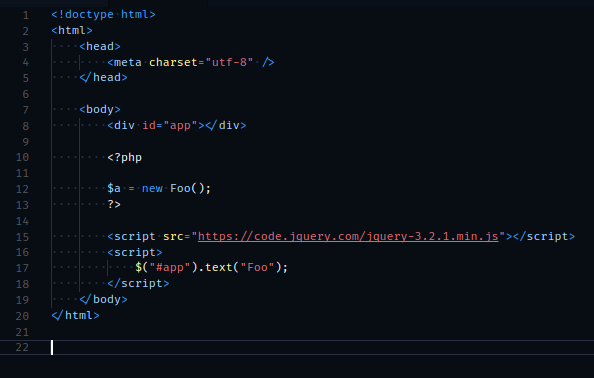 1 <!doctype html>
2 <html>
3     <head>
4         <meta charset="utf-8" />
5     </head>
6
7     <body>
8         <div id="app"></div>
9
10         <?php
11
12         $a = new Foo();
13         ?>
14
15         <script src="https://code.jquery.com/jquery-3.2.1.min.js"></script>
16         <script>
17             $("#app").text("Foo");
18         </script>
19     </body>
20 </html>
21
22